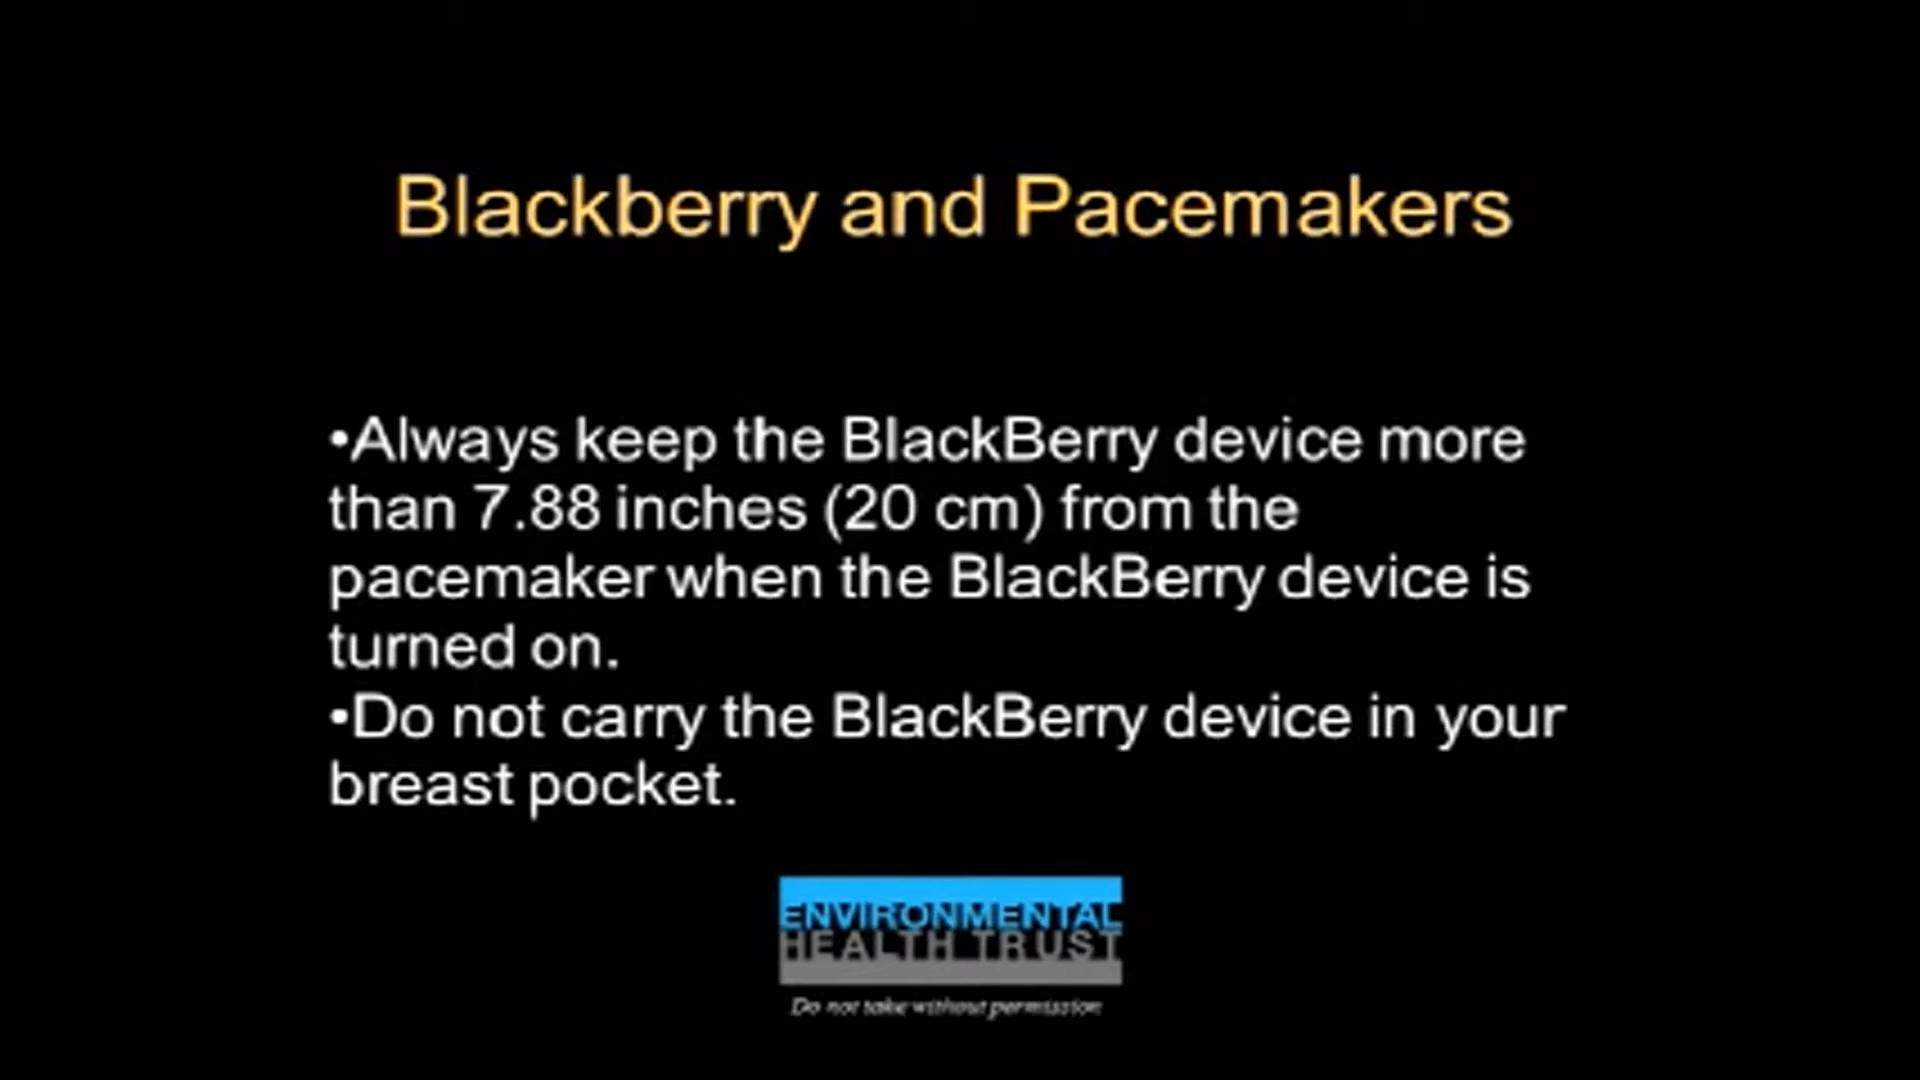 Blackberry and Pacemakers
•Always keep the BlackBerry device more
than 7.88 inches (20 cm) from the
pacemaker when the BlackBerry device is
turned on.
•Do not carry the BlackBerry device in your
breast pocket.
ENVIRONMENTAL
HEALTH TRUST
Do not take without permission